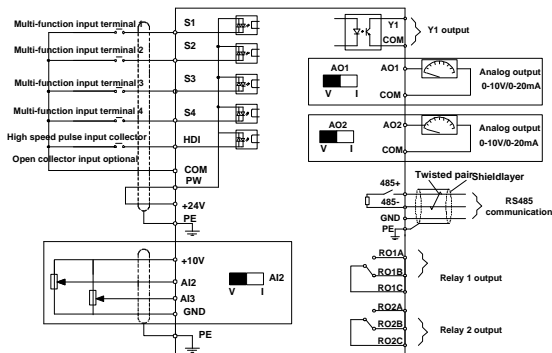 Multi-function input terminal 1
S1
Multi-function input terminal 2
S2
Multi-function input terminal 3
S3
Multi-function input terminal 4
S4
High speed pulse input collector
HDI
Open collector input optional
COM
PW
+24V
PE
+10V
AI2
AI3
GND
AI2
V I
PE
Y1
COM
Y1 output
AO1
V I
AO1
COM
Analog output
0-10V/0-20mA
AO2
V I
AO2
COM
Analog output
0-10V/0-20mA
Twisted pair
Shieldlayer
485+
485-
GND
PE
RS485
communication
RO1A
RO1B
RO1C
Relay 1 output
RO2A
RO2B
RO2C
Relay 2 output